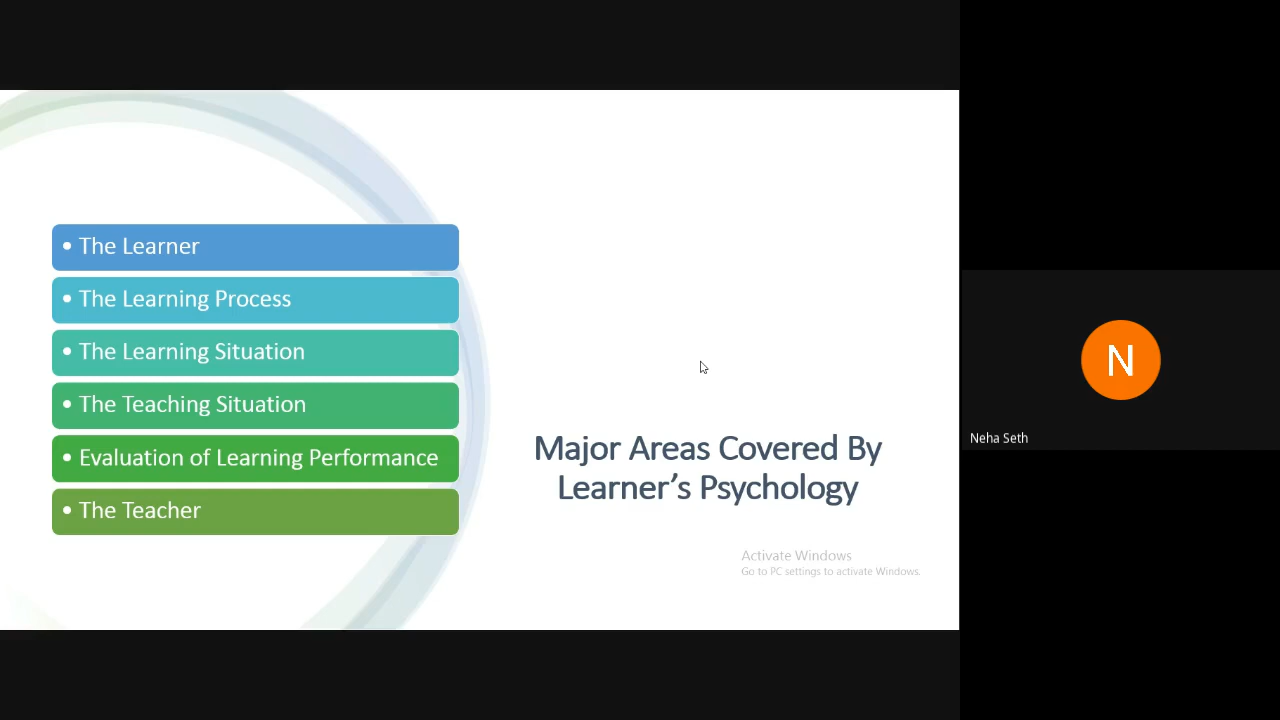 • The Learner
• The Learning Process
• The Learning Situation
• The Teaching Situation
• Evaluation of Learning Performance
• The Teacher
Major Areas Covered By
Learner’s Psychology
Activate Windows
Go to PC settings to activate Windows.
N
Neha Seth